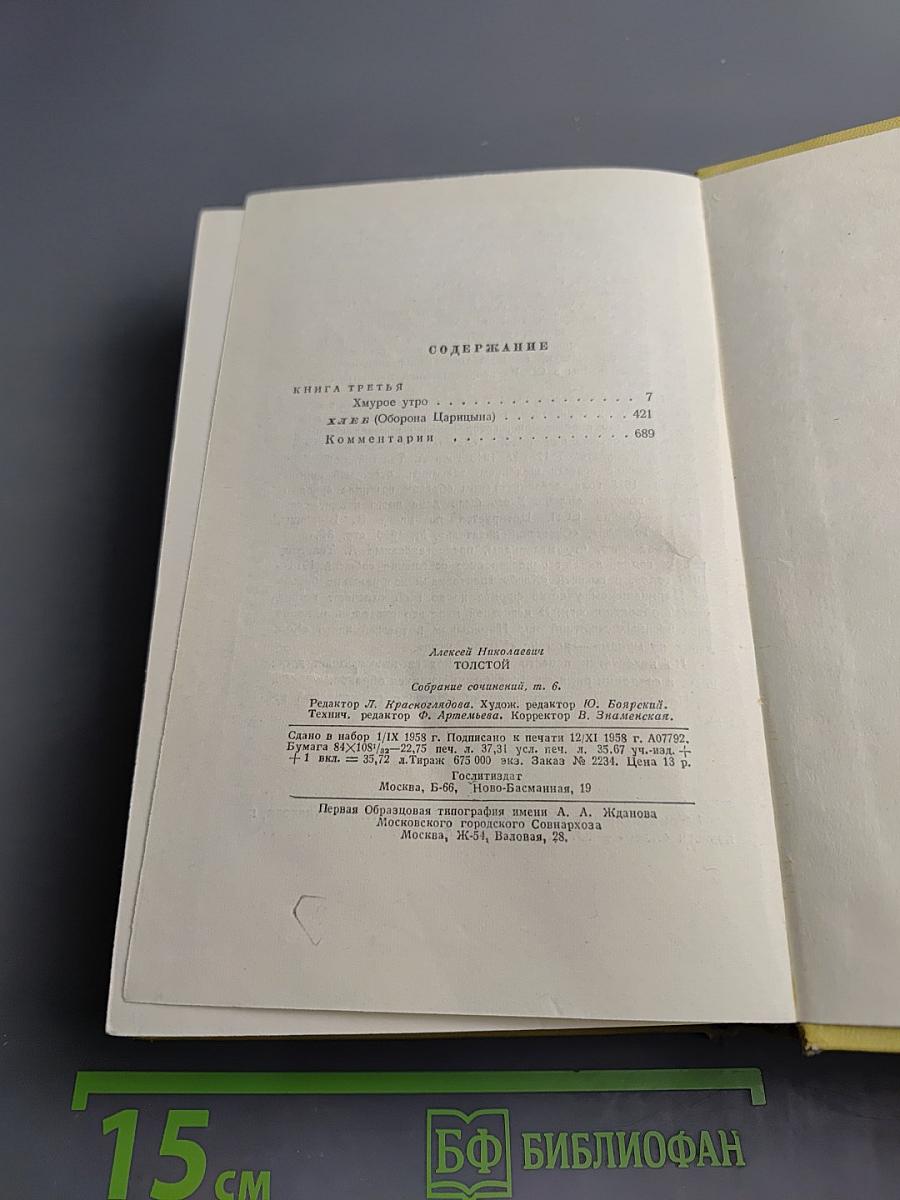 СОДЕРЖАНИЕ
КНИГА ТРЕТЬЯ
Хмурое утро . . . . . . . . . . . . . . . . 7
ХЛЕБ (Оборона Царицына) . . . . . . . . . . 421
Комментарии . . . . . . . . . . . . . . 689
Алексей Николаевич
ТОЛСТОЙ
Собрание сочинений, т. 6.
Редактор Л. Красноглядова. Худож. редактор Ю. Боярский.
Технич. редактор Ф. Артемьева. Корректор В. Знаменская.
Сдано в набор 1/IX 1958 г. Подписано к печати 12/XI 1958 г. А07792.
Бумага 84×108¹/₃₂—22,75 печ. л. 37,31 усл. печ. л. 35.67 уч.-изд. +
+ 1 вкл. = 35,72 л.Тираж 675 000 экз. Заказ № 2234. Цена 13 р.
Гослитиздат
Москва, Б-66, Ново-Басманная, 19
Первая Образцовая типография имени А. А. Жданова
Московского городского Совнархоза
Москва, Ж-54, Валовая, 28.
15 см
БФ БИБЛИОФАН